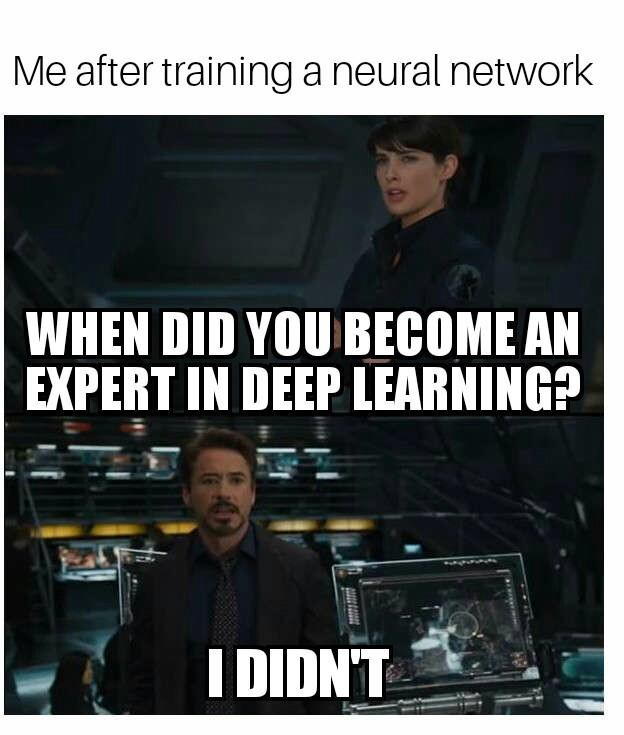 Me after training a neural network
WHEN DID YOU BECOME AN
EXPERT IN DEEP LEARNING?
I DIDN'T